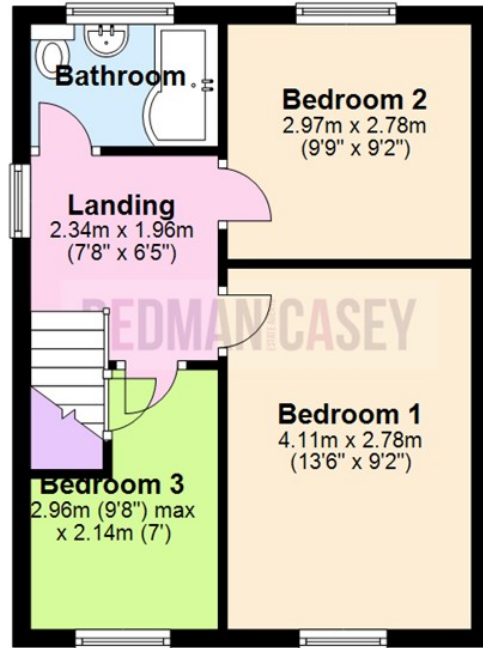 Bathroom
Bedroom 2
2.97m x 2.78m
(9'9" x 9'2")
Landing
2.34m x 1.96m
(7'8" x 6'5")
REDMAN CASEY
Bedroom 1
4.11m x 2.78m
(13'6" x 9'2")
Bedroom 3
2.96m (9'8") max
x 2.14m (7')